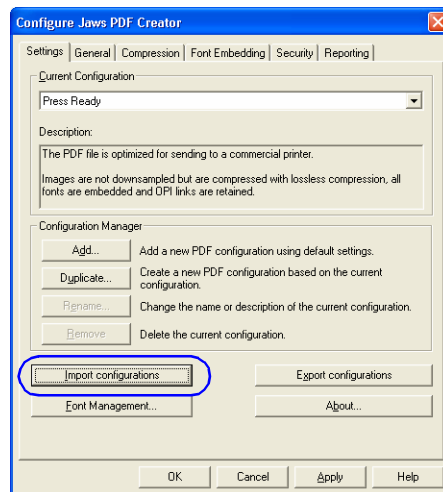 Configure Jaws PDF Creator
Settings General Compression Font Embedding Security Reporting
Current Configuration
Press Ready
Description:
The PDF file is optimized for sending to a commercial printer.
Images are not downsampled but are compressed with lossless compression, all
fonts are embedded and OPI links are retained.
Configuration Manager
Add... Add a new PDF configuration using default settings.
Duplicate... Create a new PDF configuration based on the current
configuration.
Rename... Change the name or description of the current configuration.
Remove Delete the current configuration.
Import configurations Export configurations
Font Management... About...
OK Cancel Apply Help